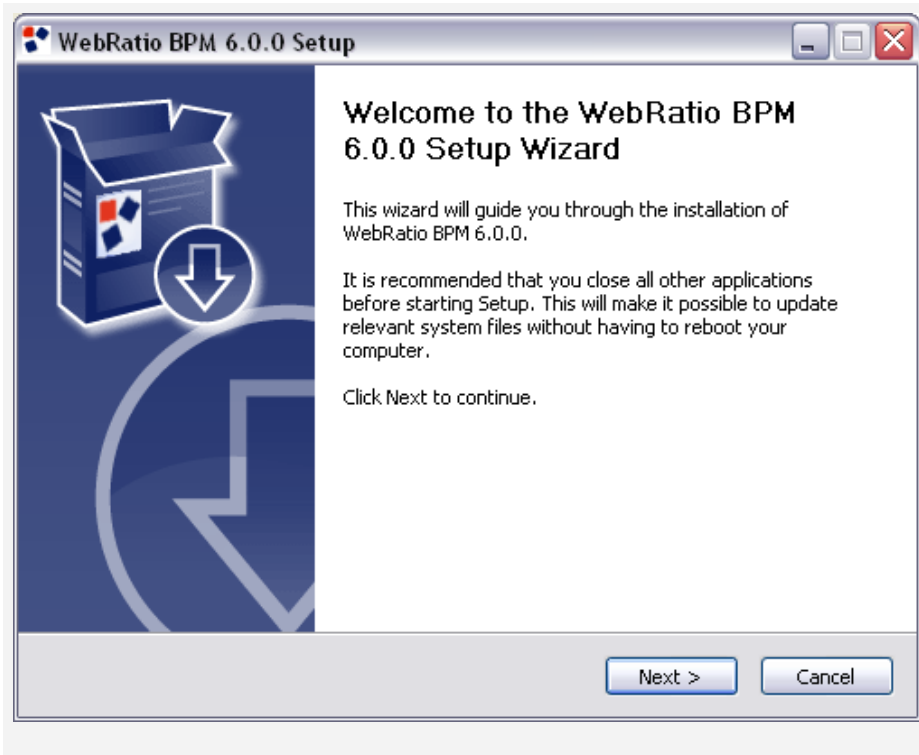 WebRatio BPM 6.0.0 Setup
Welcome to the WebRatio BPM
6.0.0 Setup Wizard
This wizard will guide you through the installation of
WebRatio BPM 6.0.0.
It is recommended that you close all other applications
before starting Setup. This will make it possible to update
relevant system files without having to reboot your
computer.
Click Next to continue.
Next >
Cancel